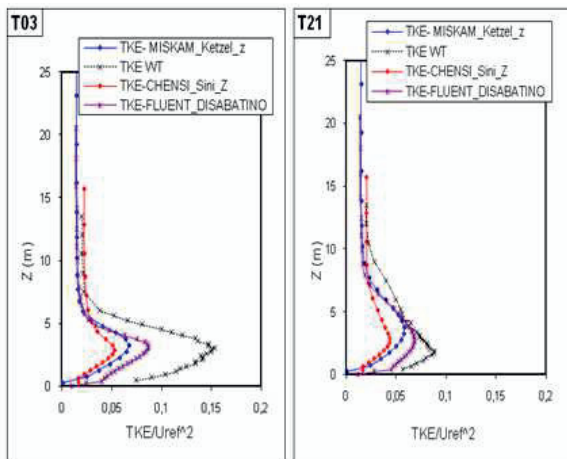 T03
TKE- MISKAM_Ketzel_z
TKE WT
TKE-CHENSI_Sini_Z
TKE-FLUENT_DISABATINO
25
20
15
10
5
0
Z (m)
0
0,05
0,1
0,15
0,2
TKE/Uref^2
T21
TKE- MISKAM_Ketzel_z
TKE WT
TKE-CHENSI_Sini_Z
TKE-FLUENT_DISABATINO
25
20
15
10
5
0
Z (m)
0
0,05
0,1
0,15
0,2
TKE/Uref^2